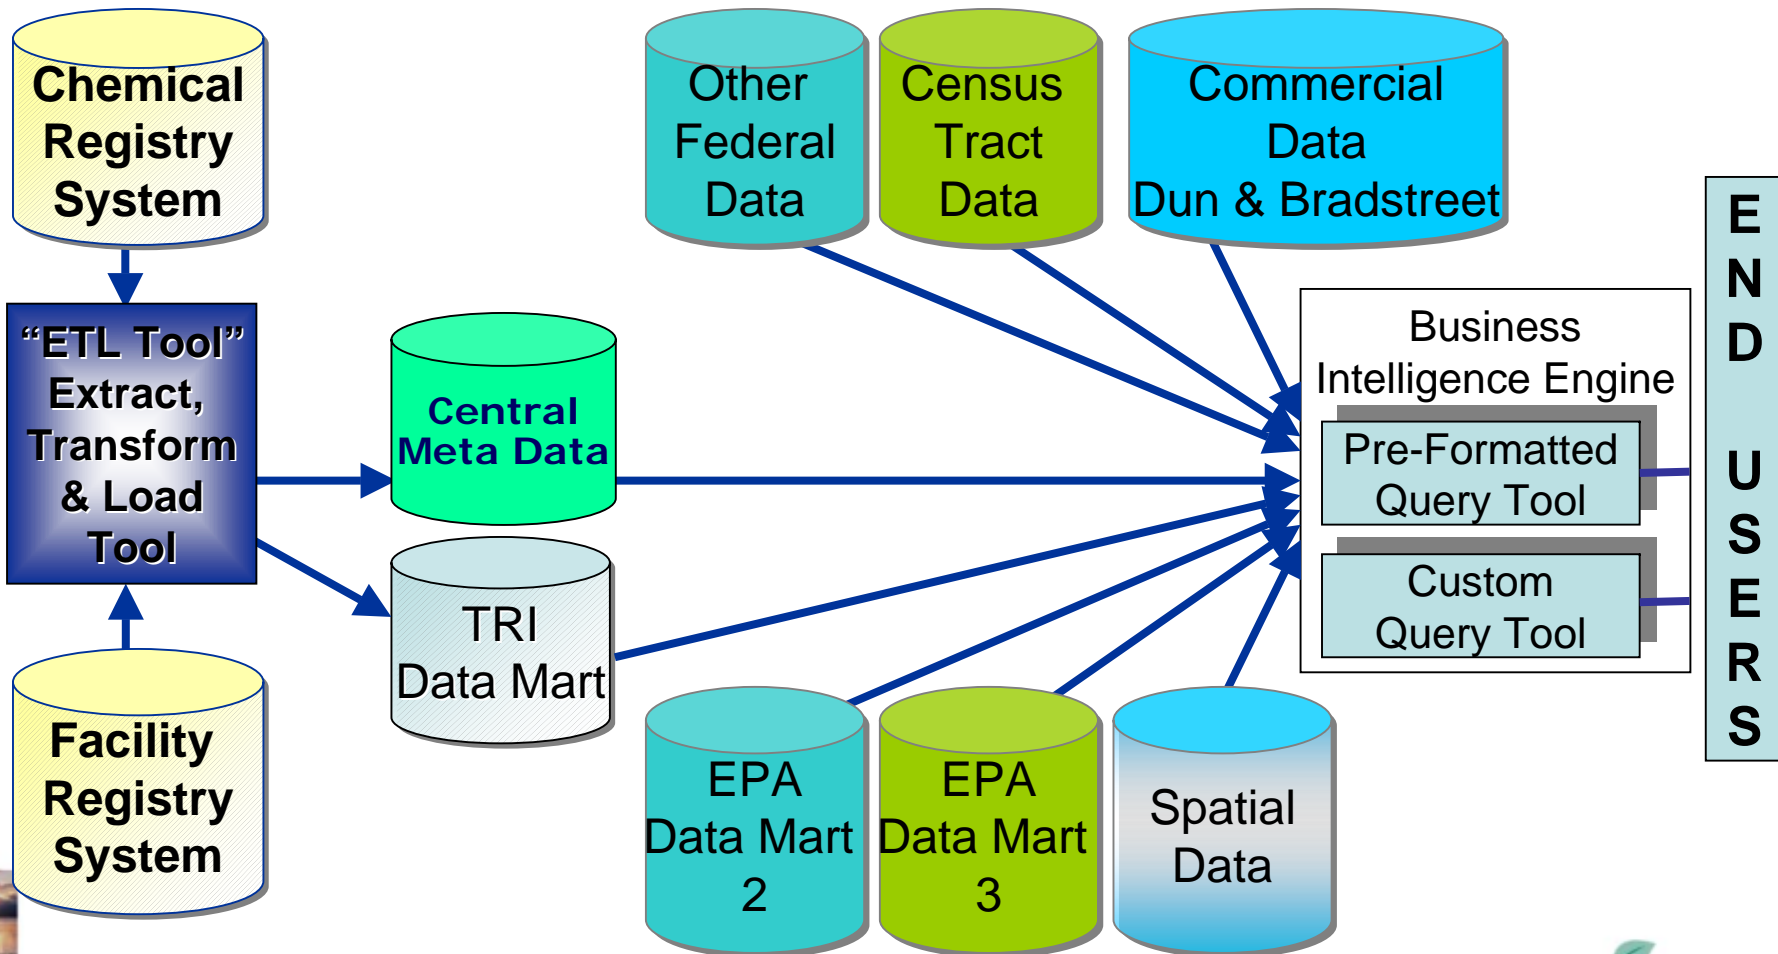 Chemical
Registry
System
Other
Federal
Data
Census
Tract
Data
Commercial
Data
Dun & Bradstreet
“ETL Tool”
Extract,
Transform
& Load
Tool
Central
Meta Data
TRI
Data Mart
Facility
Registry
System
EPA
Data Mart
2
EPA
Data Mart
3
Spatial
Data
Business
Intelligence Engine
Pre-Formatted
Query Tool
Custom
Query Tool
E
N
D
U
S
E
R
S